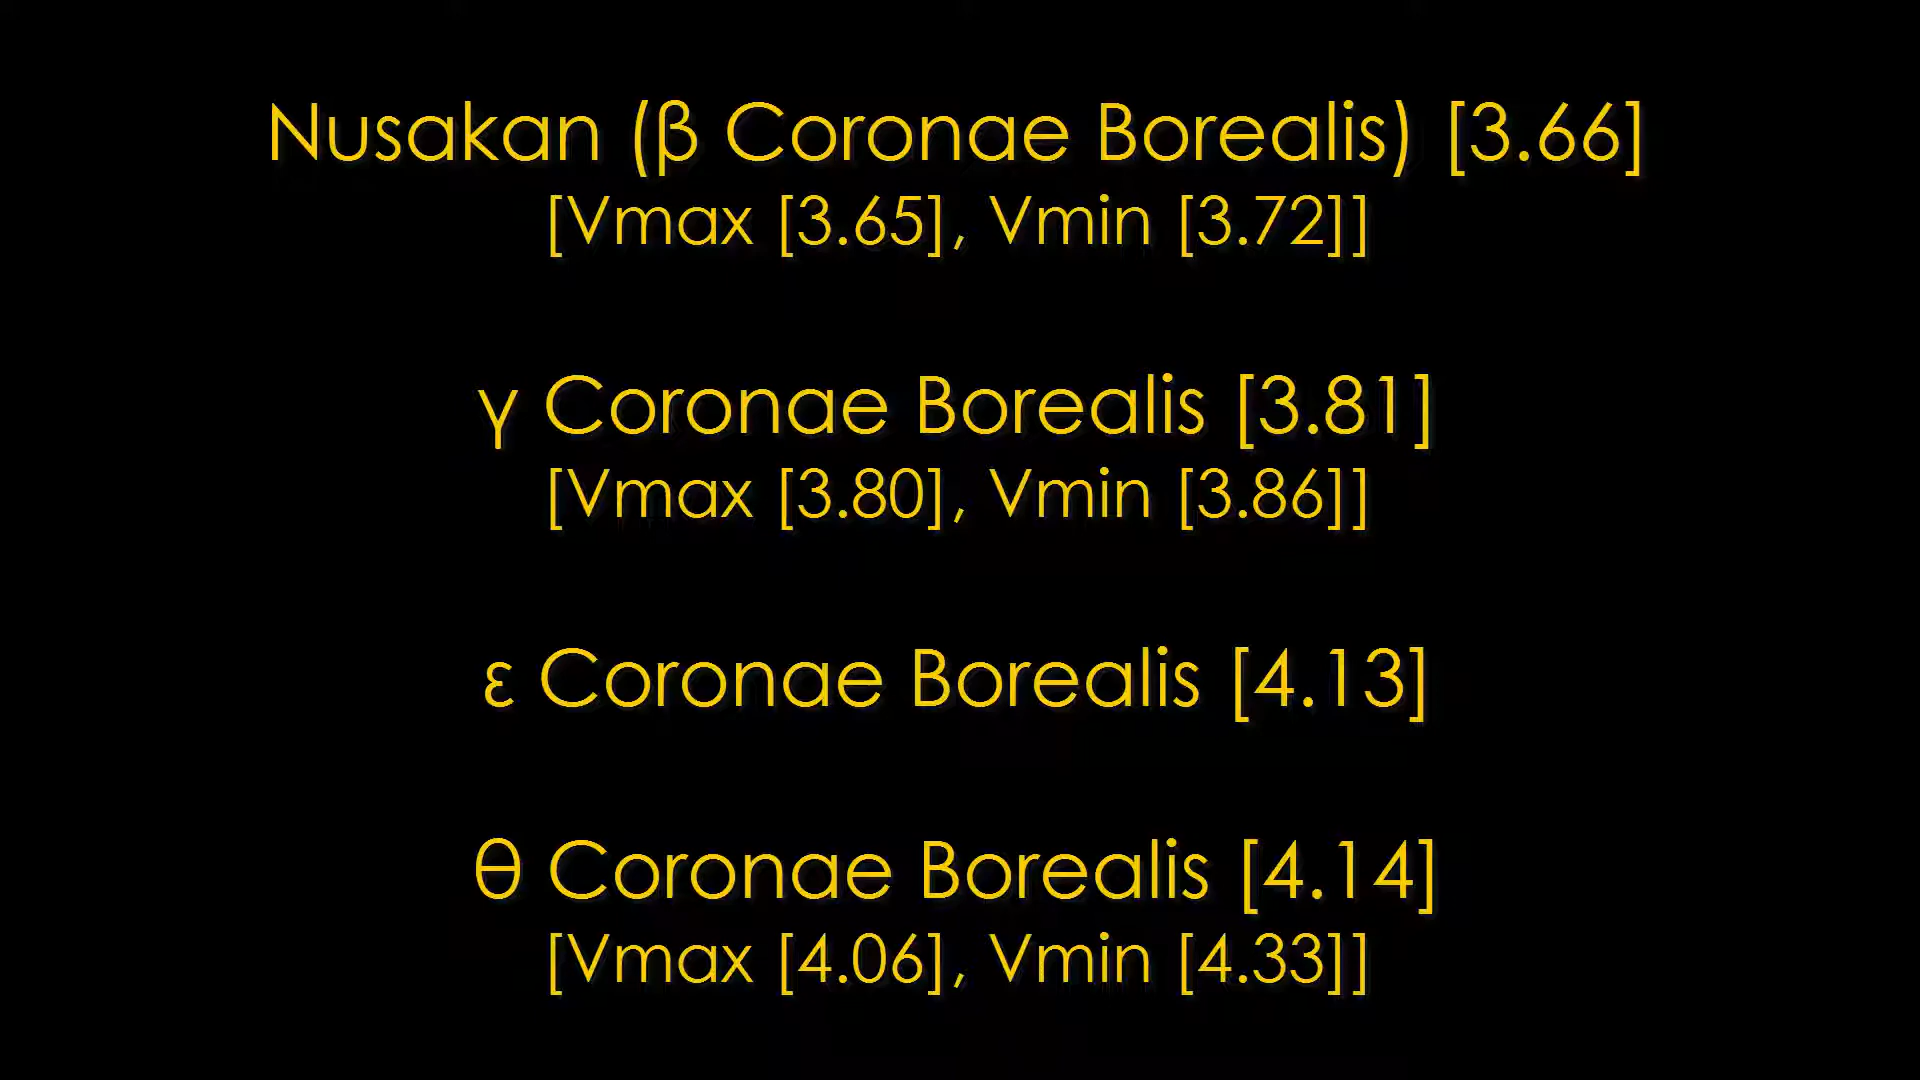 Nusakan (β Coronae Borealis) [3.66]
[Vmax [3.65], Vmin [3.72]]
γ Coronae Borealis [3.81]
[Vmax [3.80], Vmin [3.86]]
ε Coronae Borealis [4.13]
θ Coronae Borealis [4.14]
[Vmax [4.06], Vmin [4.33]]